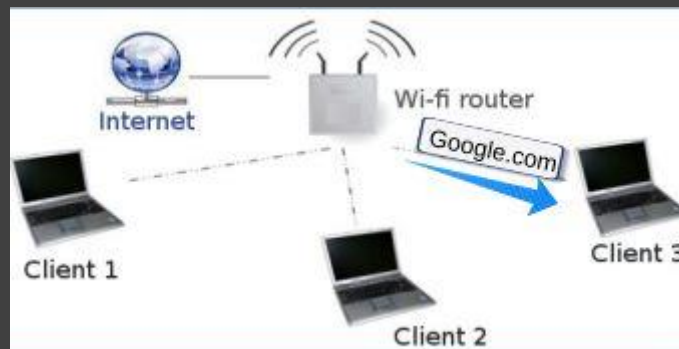 Wi-fi router
Internet
Google.com
Client 1
Client 2
Client 3